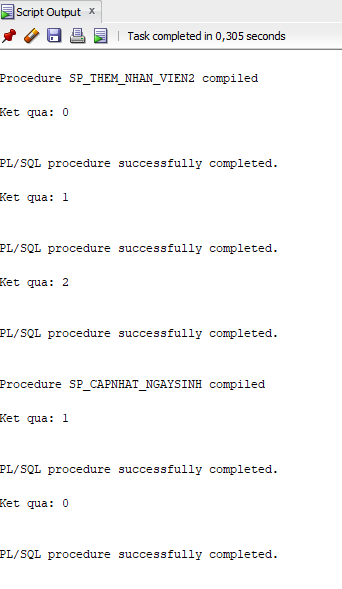 Script Output x
Task completed in 0,305 seconds
Procedure SP_THEM_NHAN_VIEN2 compiled
Ket qua: 0
PL/SQL procedure successfully completed.
Ket qua: 1
PL/SQL procedure successfully completed.
Ket qua: 2
PL/SQL procedure successfully completed.
Procedure SP_CAPNHAT_NGAYSINH compiled
Ket qua: 1
PL/SQL procedure successfully completed.
Ket qua: 0
PL/SQL procedure successfully completed.